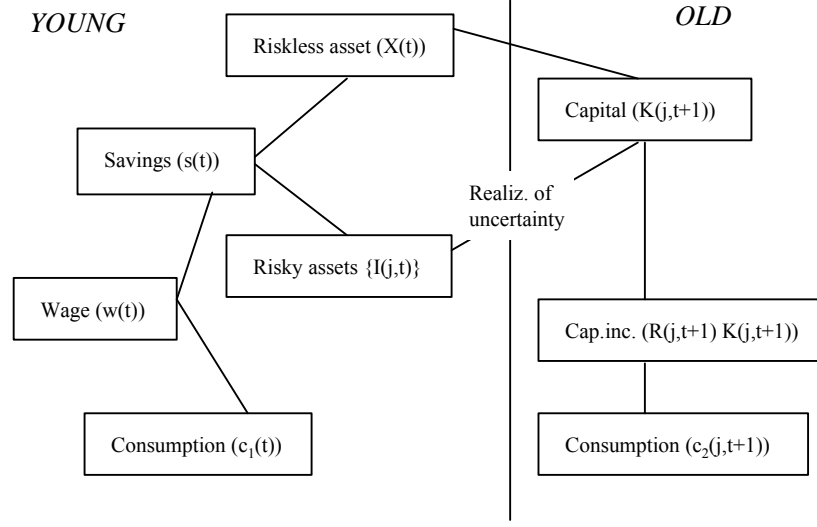 YOUNG
OLD
Riskless asset (X(t))
Capital (K(j,t+1))
Savings (s(t))
Realiz. of
uncertainty
Risky assets {I(j,t)}
Wage (w(t))
Cap.inc. (R(j,t+1) K(j,t+1))
Consumption (c₁(t))
Consumption (c₂(j,t+1))